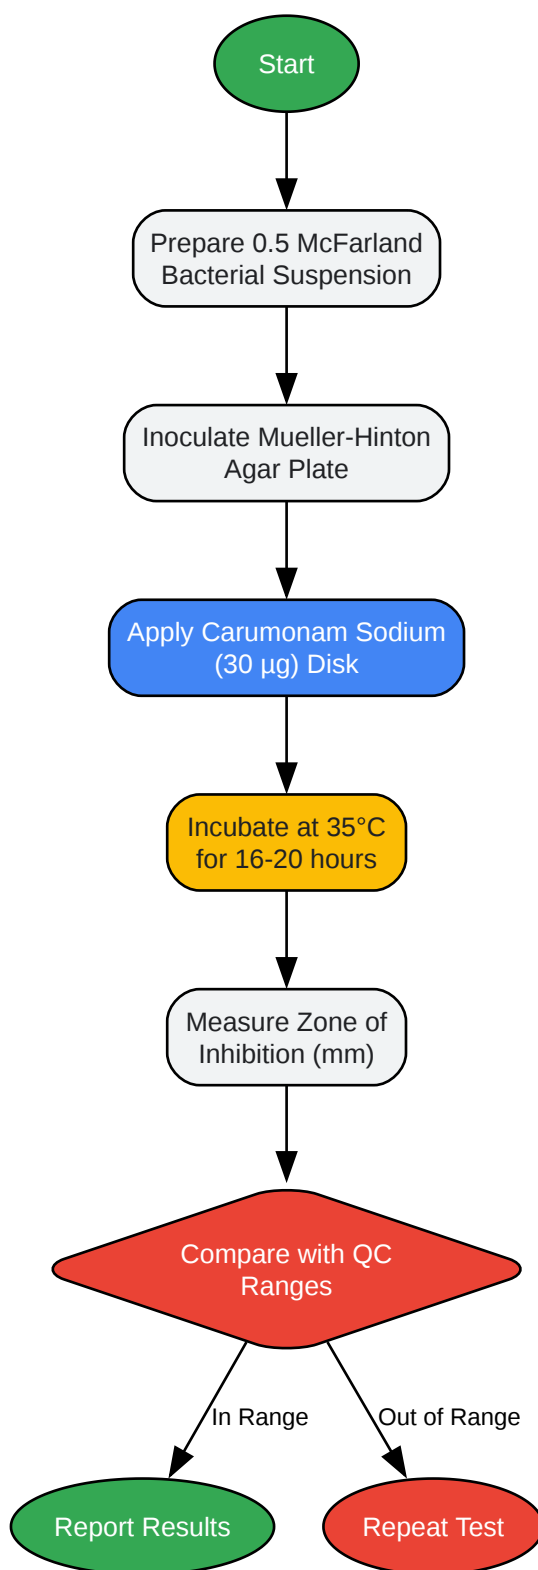 Start
Prepare 0.5 McFarland
Bacterial Suspension
Inoculate Mueller-Hinton
Agar Plate
Apply Carumonam Sodium
(30 µg) Disk
Incubate at 35°C
for 16-20 hours
Measure Zone of
Inhibition (mm)
Compare with QC
Ranges
In Range
Out of Range
Report Results
Repeat Test